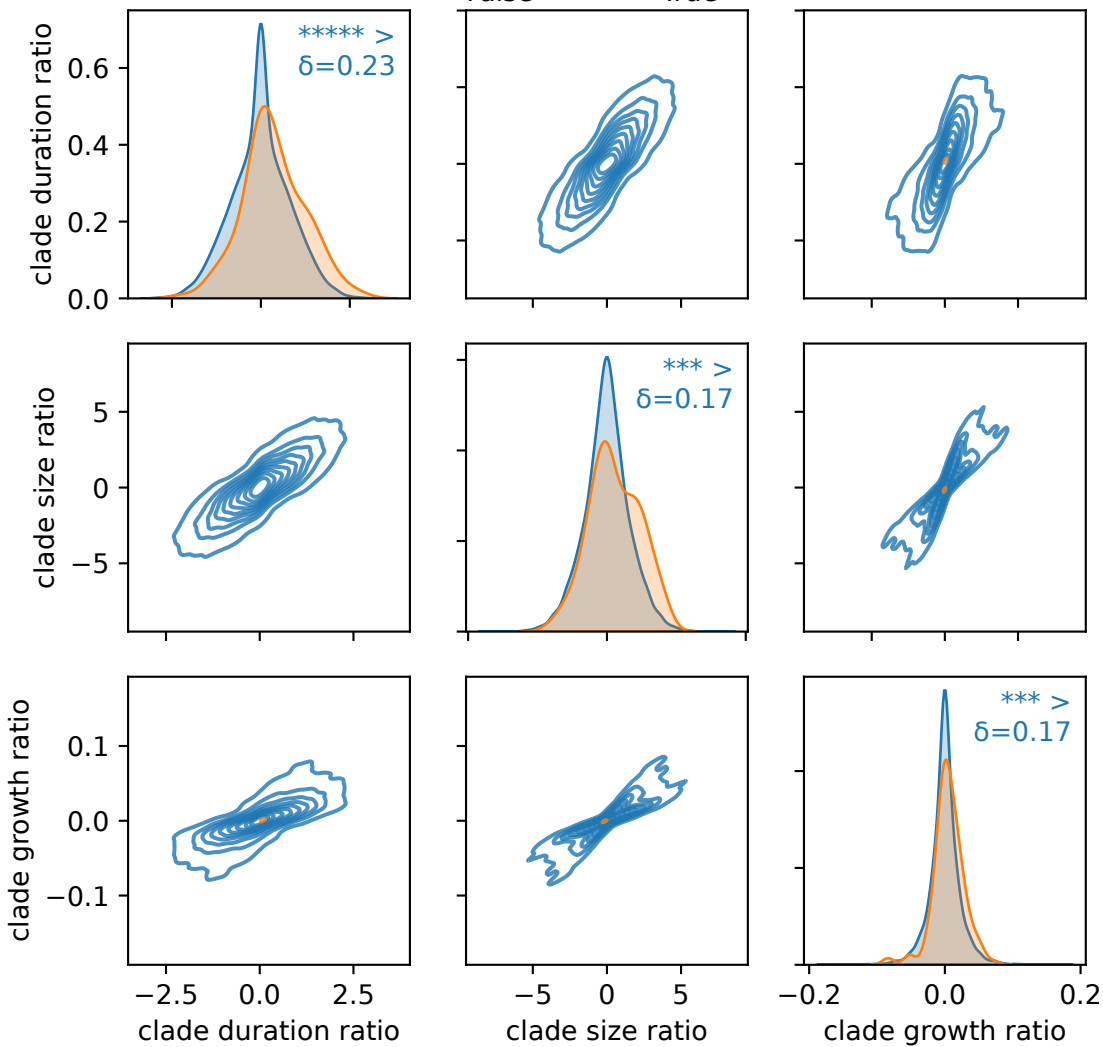 clade duration ratio
0.6
0.4
0.2
0.0
***** >
δ=0.23
clade size ratio
5
0
−5
*** >
δ=0.17
clade growth ratio
0.1
0.0
−0.1
*** >
δ=0.17
−2.5 0.0 2.5
−5 0 5
−0.2 0.0 0.2
clade duration ratio
clade size ratio
clade growth ratio